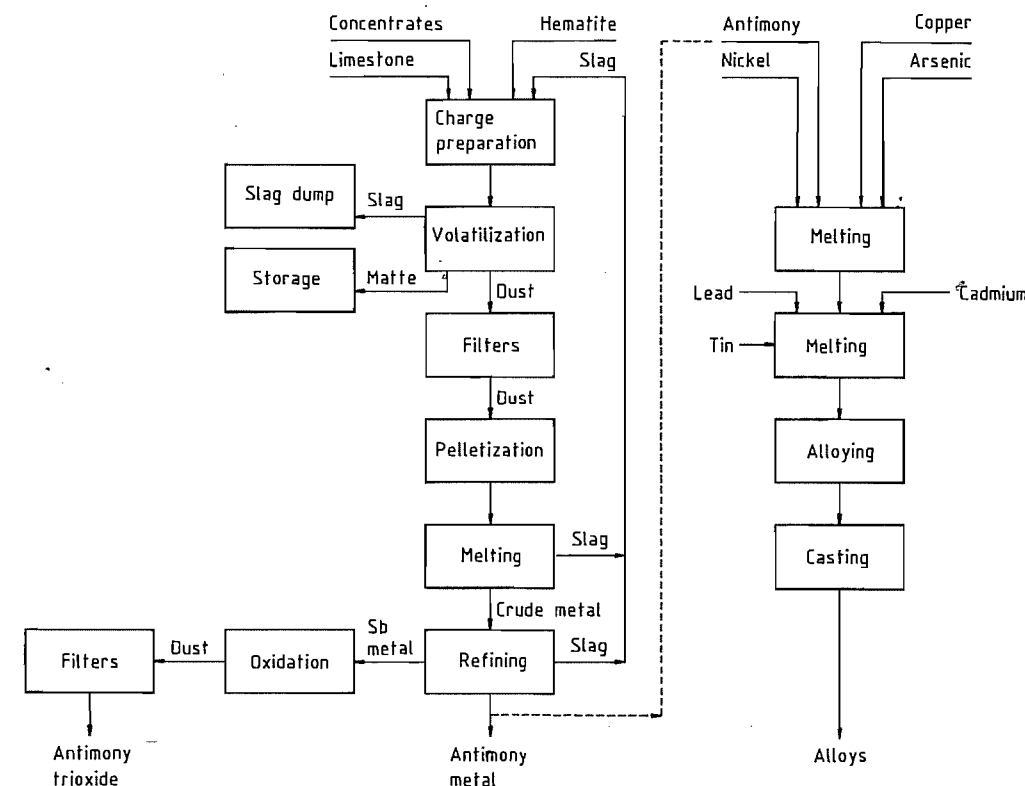 Concentrates
Hematite
Antimony
Copper
Limestone
Slag
Nickel
Arsenic
Charge
preparation
Slag dump
Slag
Volatilization
Melting
Storage
Matte
Dust
Lead
Cadmium
Filters
Tin
Melting
Dust
Pelletization
Alloying
Melting
Slag
Casting
Crude metal
Filters
Dust
Oxidation
Sb
metal
Refining
Slag
Antimony
trioxide
Antimony
metal
Alloys